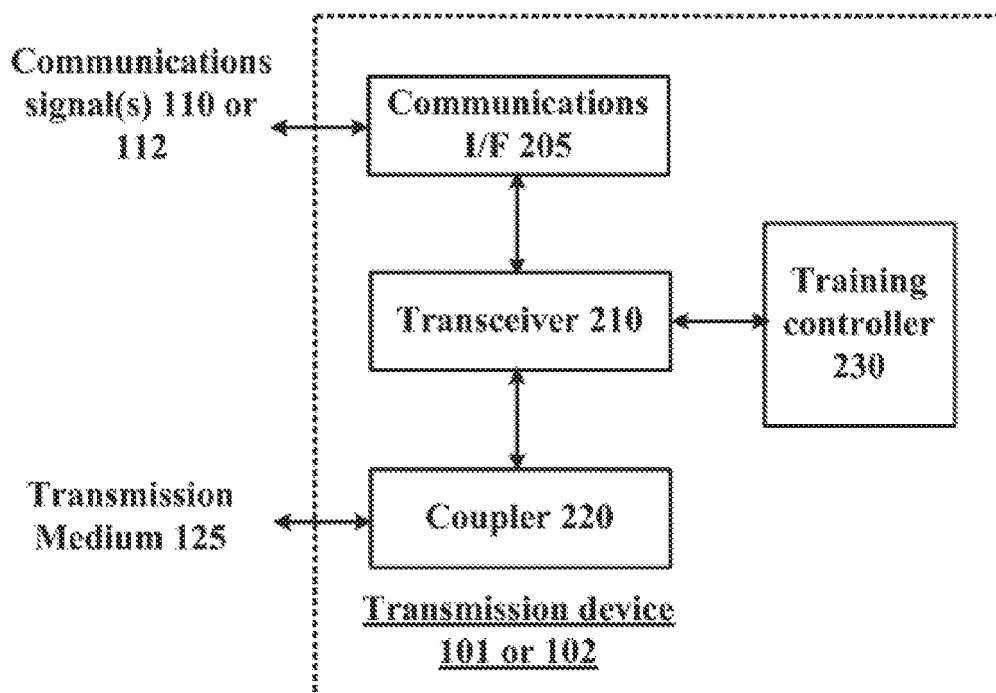 Communications
signal(s) 110 or
112
Communications
I/F 205
Transceiver 210
Training
controller
230
Transmission
Medium 125
Coupler 220
Transmission device
101 or 102